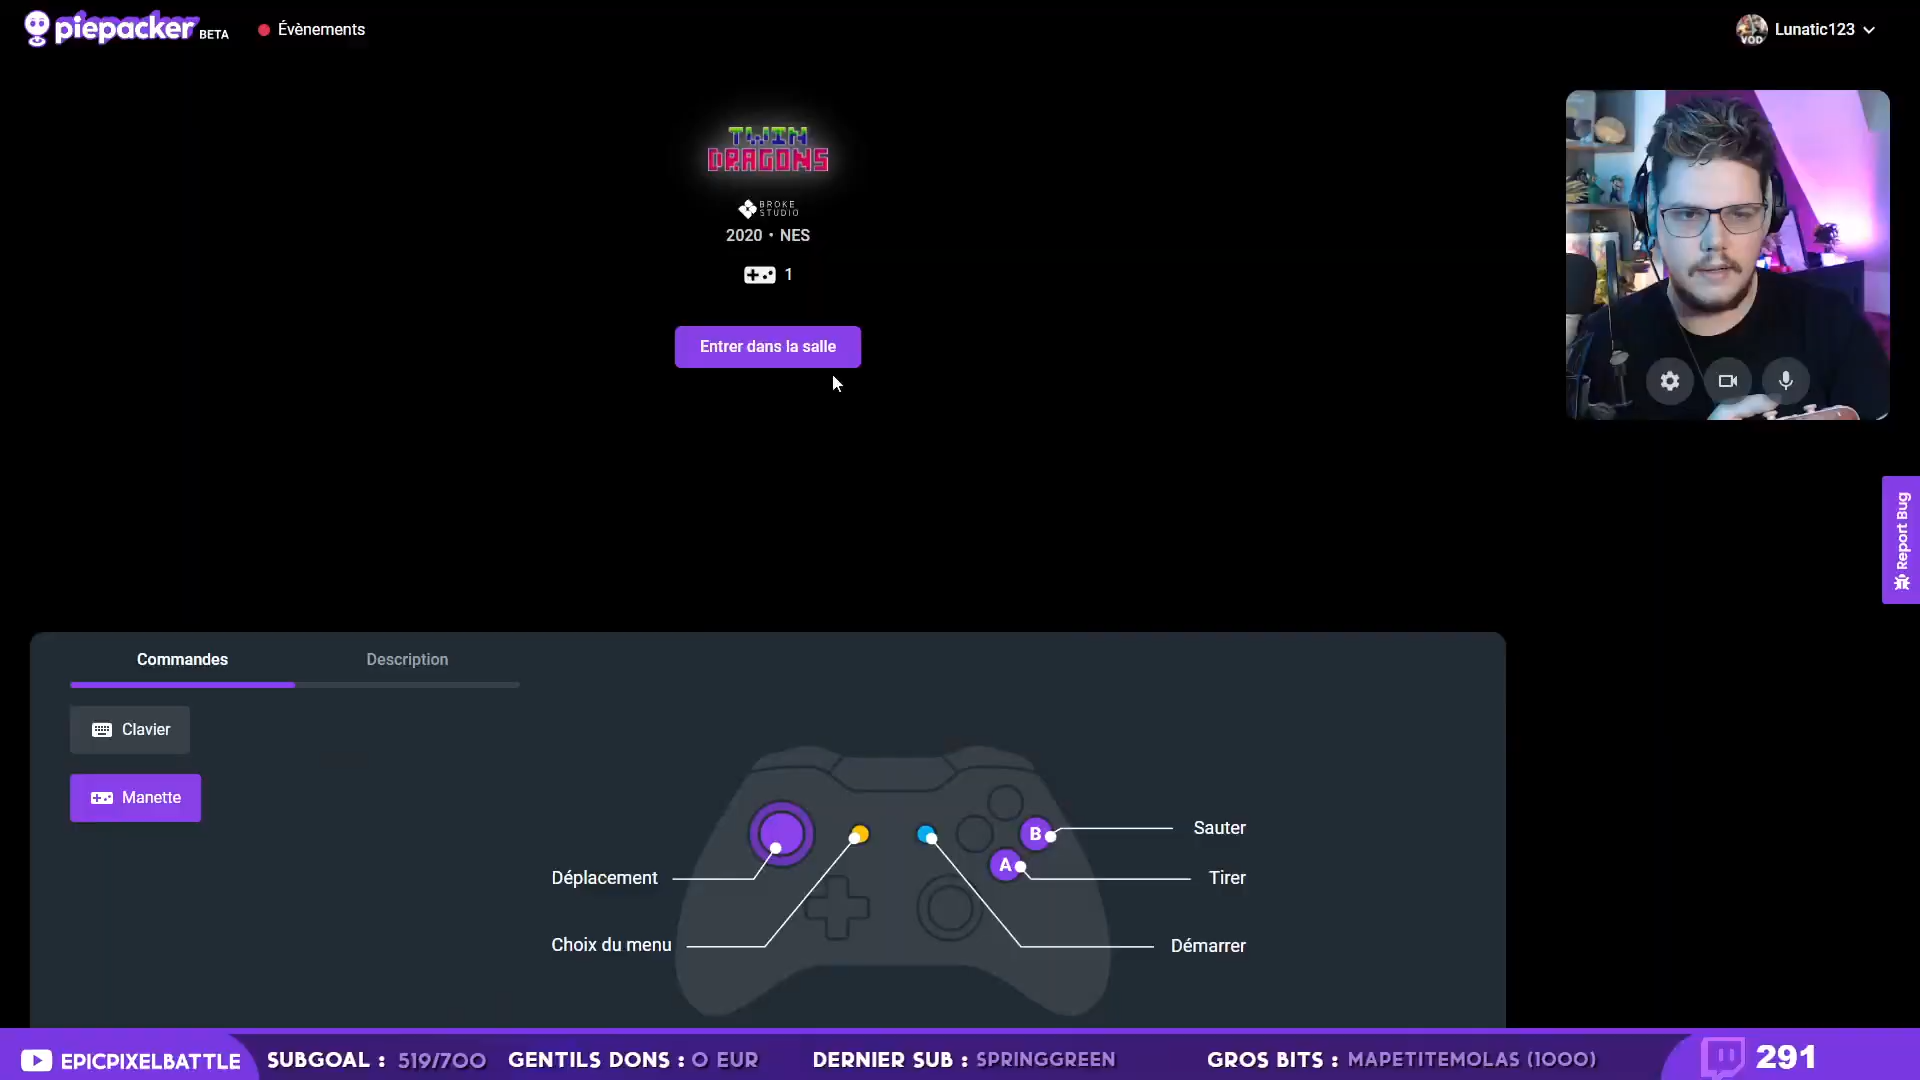 piepacker BETA
Évènements
Lunatic123
VOD
TWIN
DRAGONS
BROKE
STUDIO
2020 • NES
1
Entrer dans la salle
Report Bug
Commandes
Description
Clavier
Manette
B
Sauter
A
Tirer
Déplacement
Choix du menu
Démarrer
EPICPIXELBATTLE
SUBGOAL : 519/700
GENTILS DONS : 0 EUR
DERNIER SUB : SPRINGGREEN
GROS BITS : MAPETITEMOLAS (1000)
291